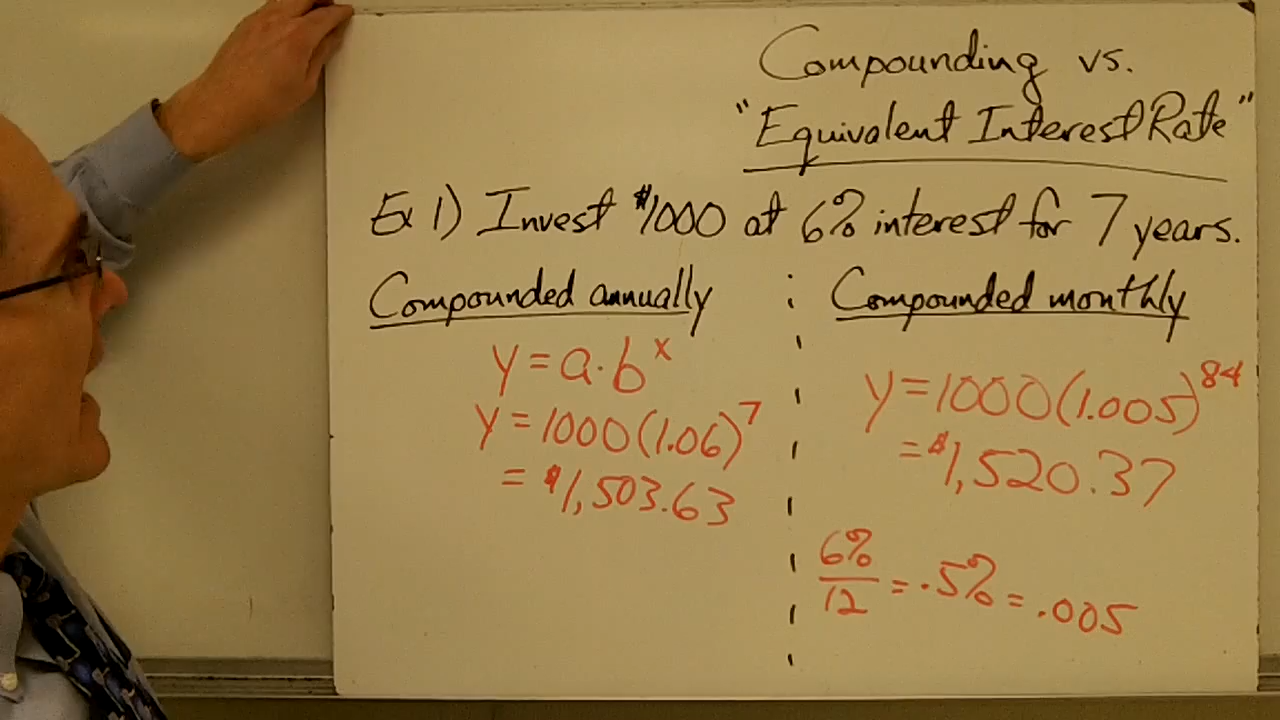 Compounding vs.
"Equivalent Interest Rate"
Ex 1) Invest $1000 at 6% interest for 7 years.
Compounded annually
y = a·b^x
y = 1000(1.06)^7
= $1,503.63
Compounded monthly
y = 1000(1.005)^84
= $1,520.37
6%/12 = .5% = .005